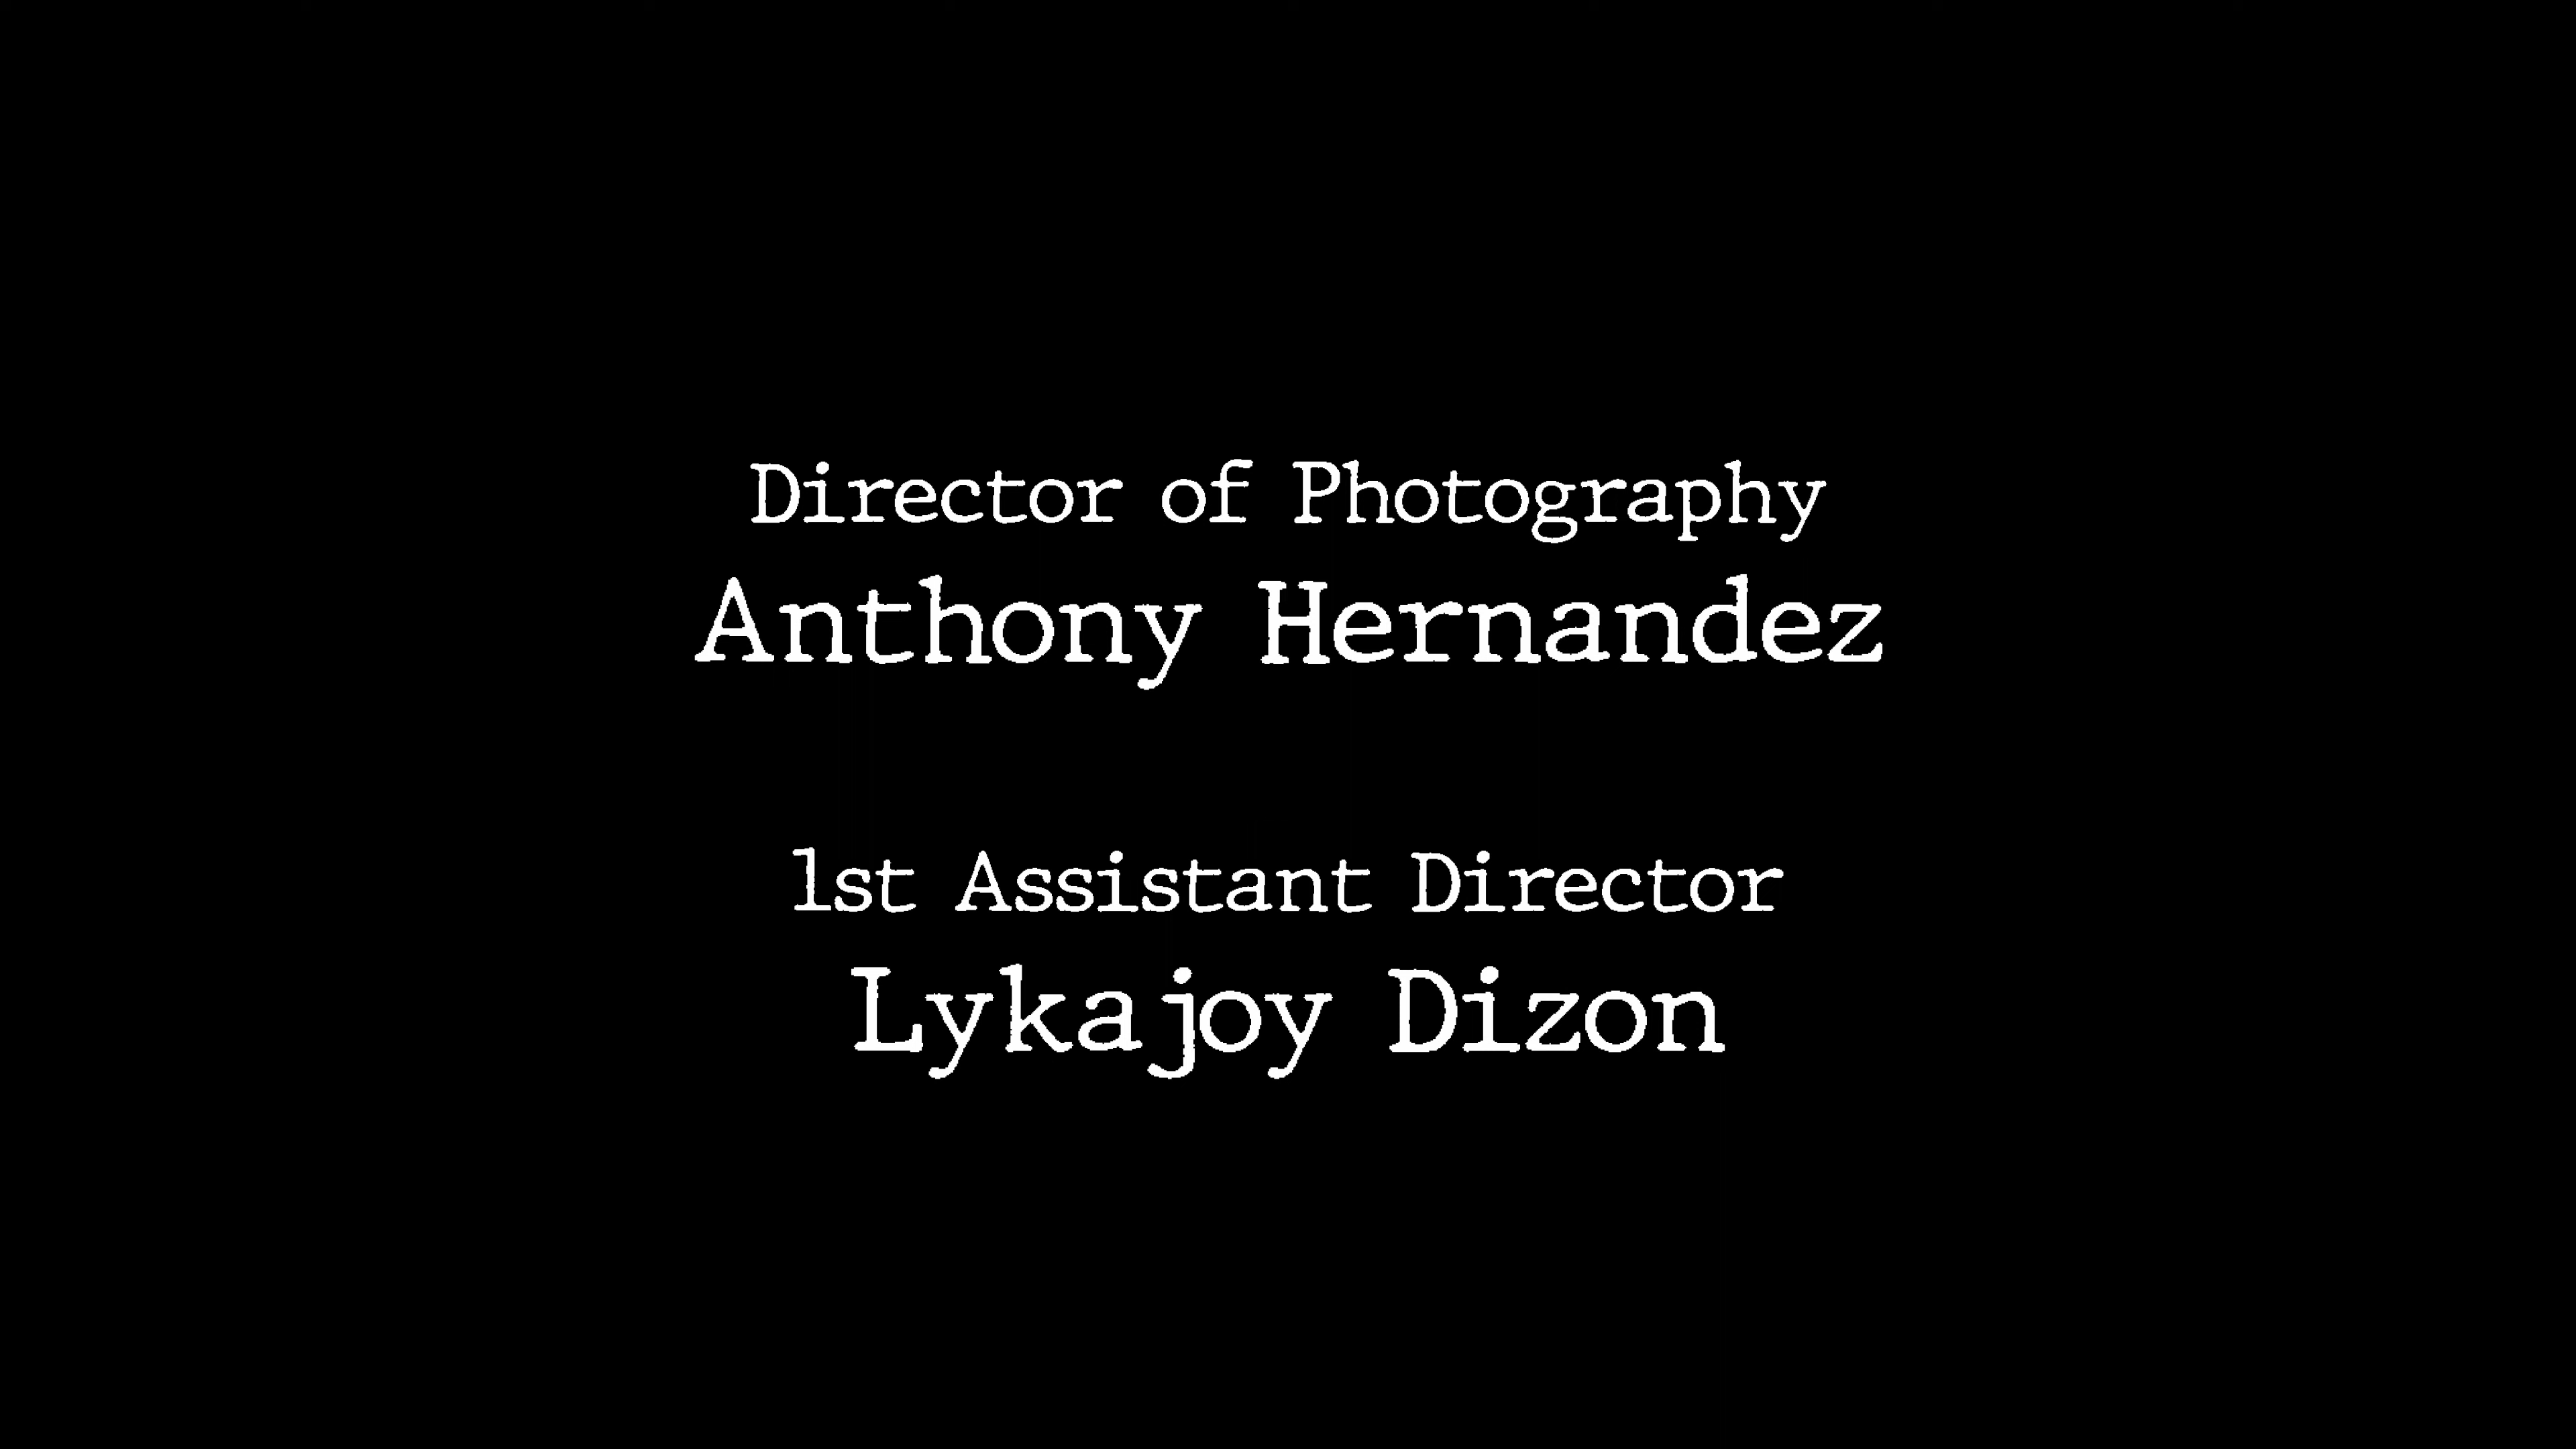 Director of Photography
Anthony Hernandez
1st Assistant Director
Lykajoy Dizon